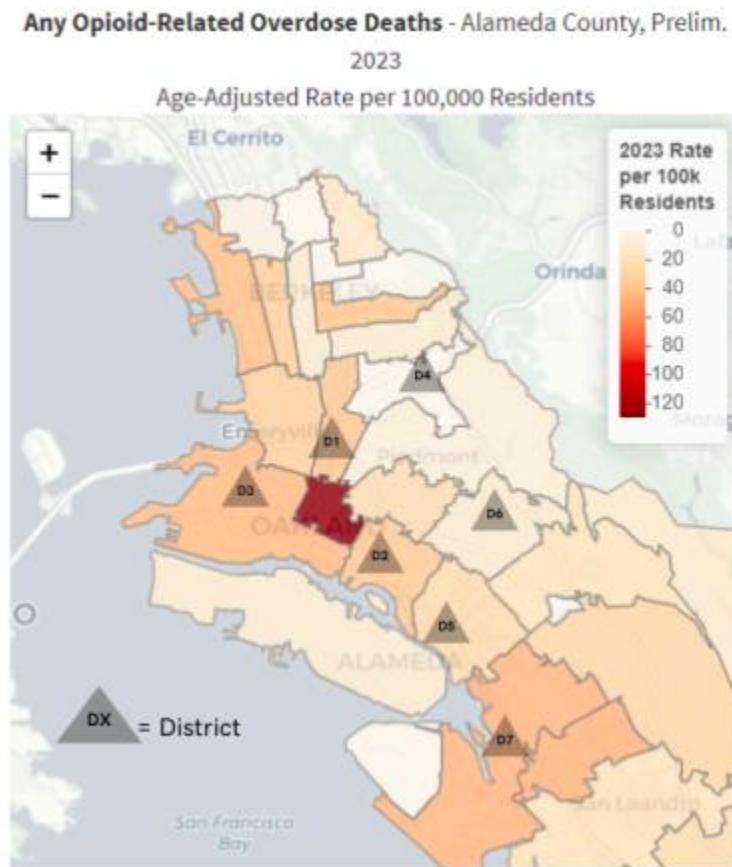 Any Opioid-Related Overdose Deaths - Alameda County, Prelim.
2023
Age-Adjusted Rate per 100,000 Residents
+
−
El Cerrito
2023 Rate
per 100k
Residents
0
20
40
60
80
100
120
Orinda
BERKELEY
D4
D1
Piedmont
D3
D6
D2
D5
ALAMEDA
DX = District
D7
San Leandro
San Francisco
Bay